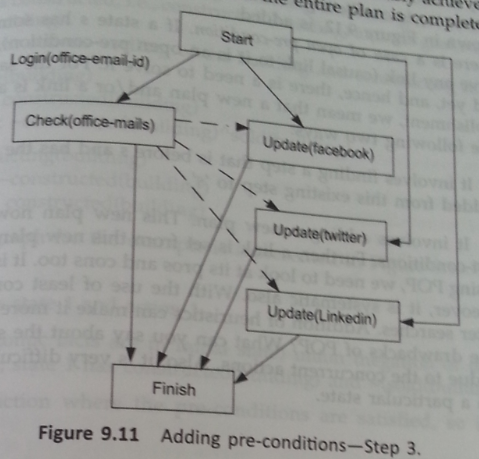 entire plan is complete
Start
Login(office-email-id)
Check(office-mails)
Update(facebook)
Update(twitter)
Update(Linkedin)
Finish
Figure 9.11 Adding pre-conditions—Step 3.